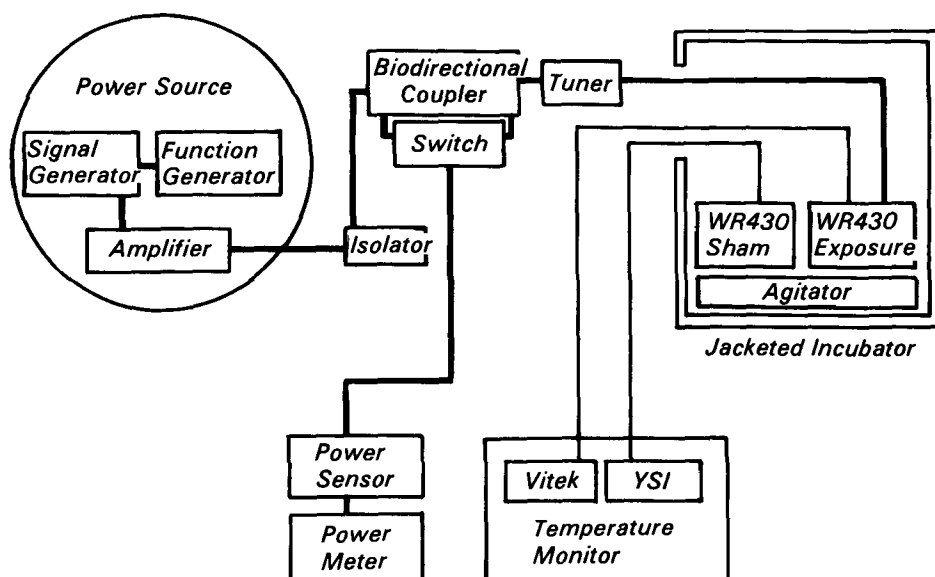 Power Source
Signal
Generator
Function
Generator
Amplifier
Isolator
Biodirectional
Coupler
Switch
Tuner
WR430
Sham
WR430
Exposure
Agitator
Jacketed Incubator
Power
Sensor
Power
Meter
Vitek
YSI
Temperature
Monitor